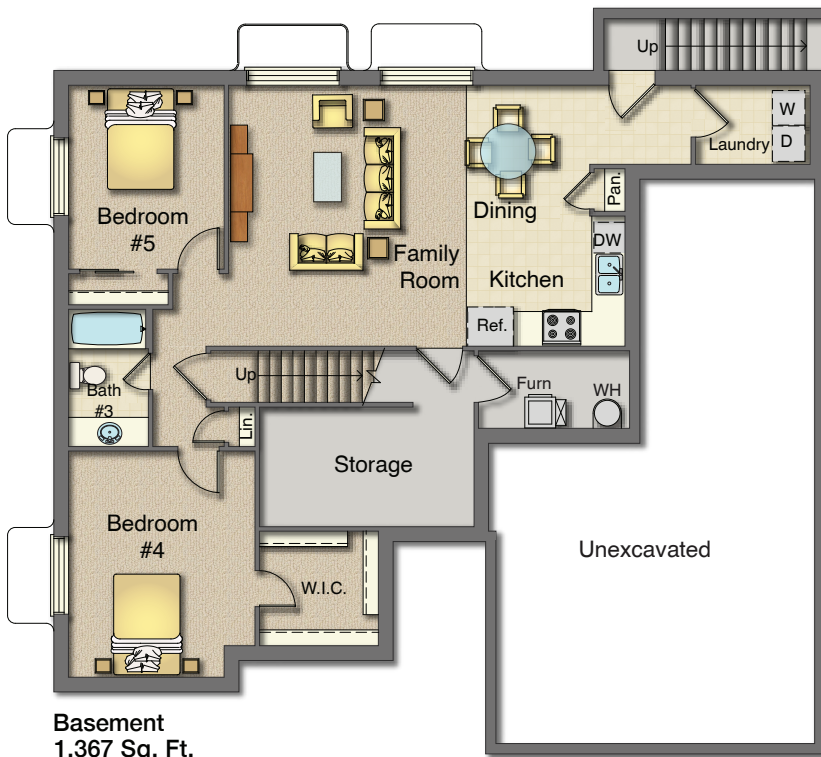 Up
W
Laundry
D
Bedroom
#5
Dining
Pan.
Family
Room
DW
Kitchen
Ref.
Up
Bath
#3
Furn
WH
Lin.
Storage
Bedroom
#4
W.I.C.
Unexcavated
Basement
1,367 Sq. Ft.